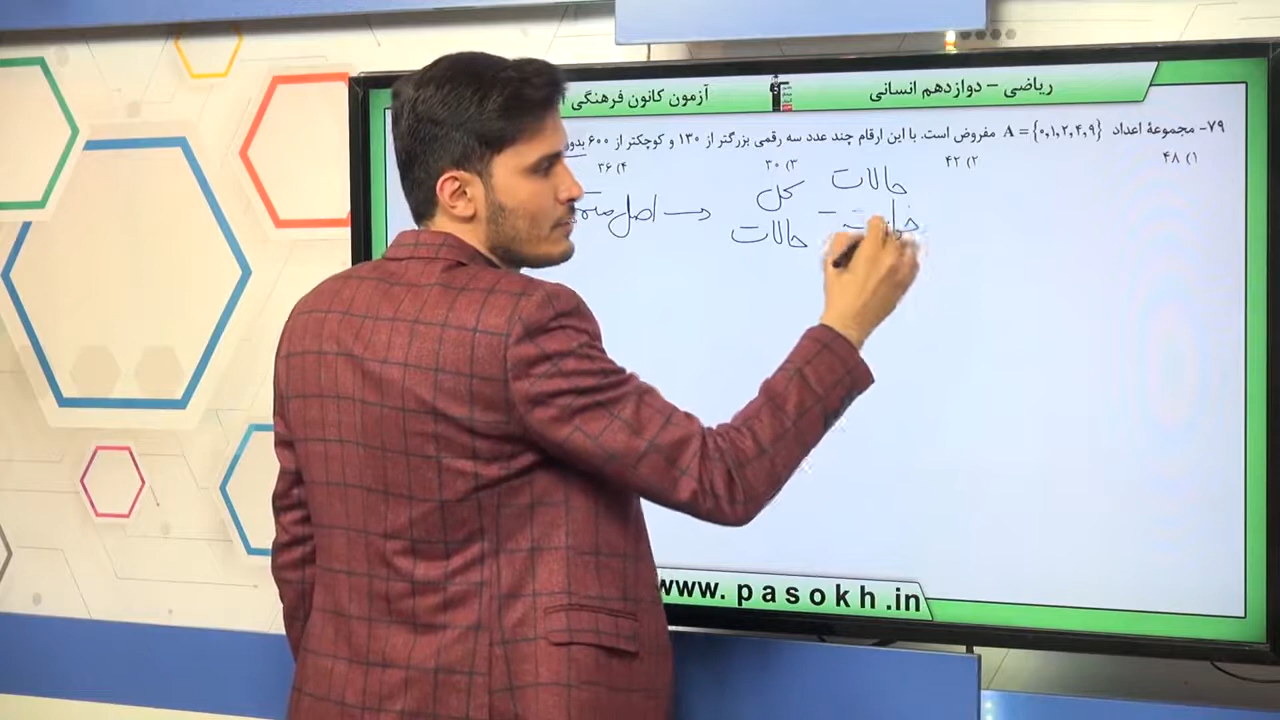 ریاضی – دوازدهم انسانی
آزمون کانون فرهنگی
۷۹- مجموعهٔ اعداد A = {۰,۱,۲,۴,۹} مفروض است. با این ارقام چند عدد سه رقمی بزرگتر از ۱۳۰ و کوچکتر از ۶۰۰ بدو
۱) ۴۸
۲) ۴۲
۳) ۳۰
۴) ۳۶
اصل → کل حالات – حالات
www.pasokh.in